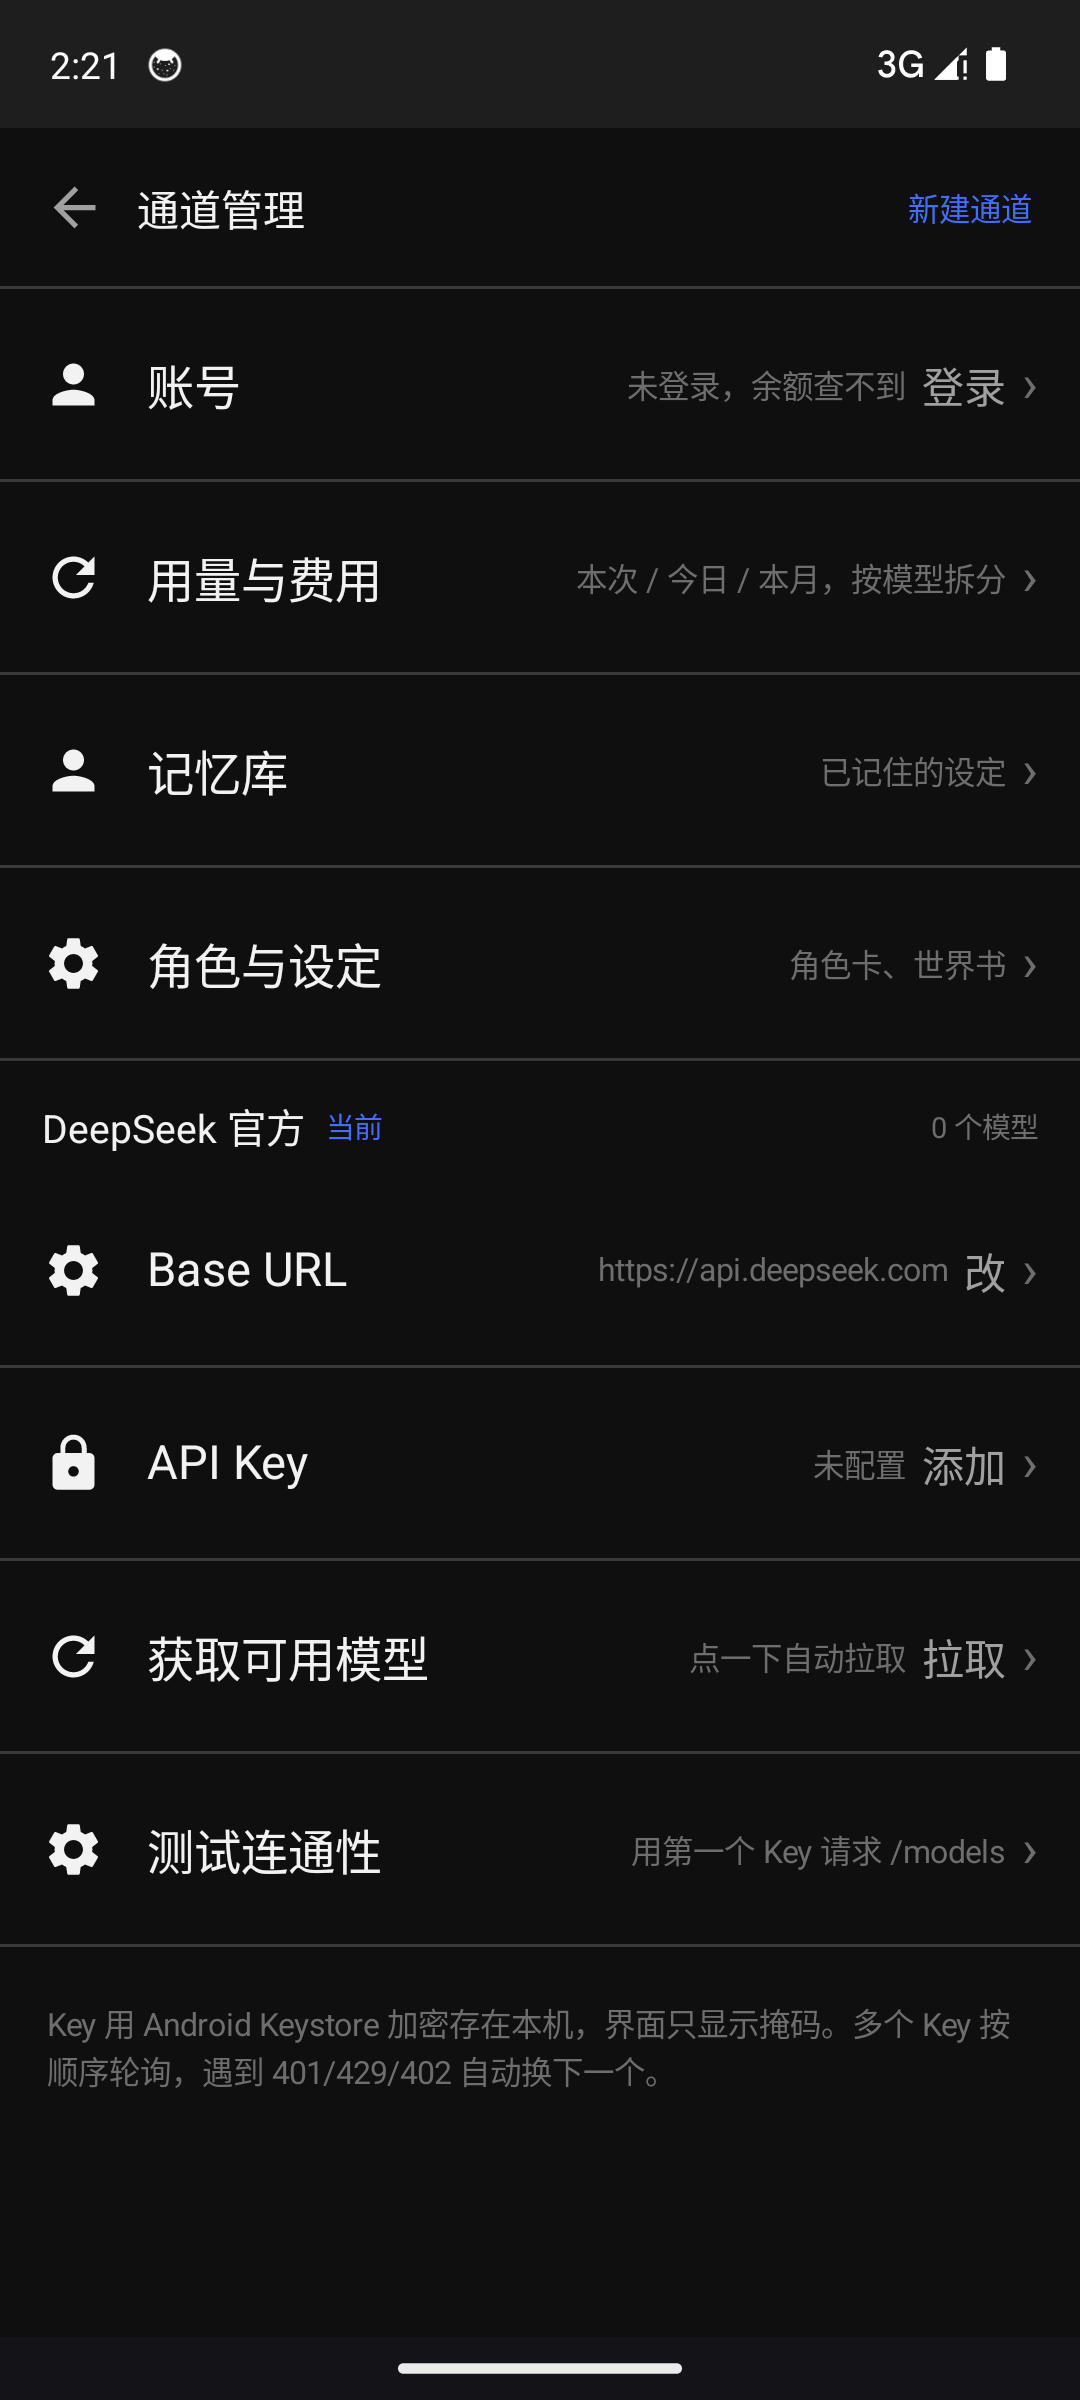 2:21
3G
通道管理
新建通道
账号
未登录，余额查不到 登录
用量与费用
本次 / 今日 / 本月，按模型拆分
记忆库
已记住的设定
角色与设定
角色卡、世界书
DeepSeek 官方 当前
0 个模型
Base URL
https://api.deepseek.com 改
API Key
未配置 添加
获取可用模型
点一下自动拉取 拉取
测试连通性
用第一个 Key 请求 /models
Key 用 Android Keystore 加密存在本机，界面只显示掩码。多个 Key 按
顺序轮询，遇到 401/429/402 自动换下一个。